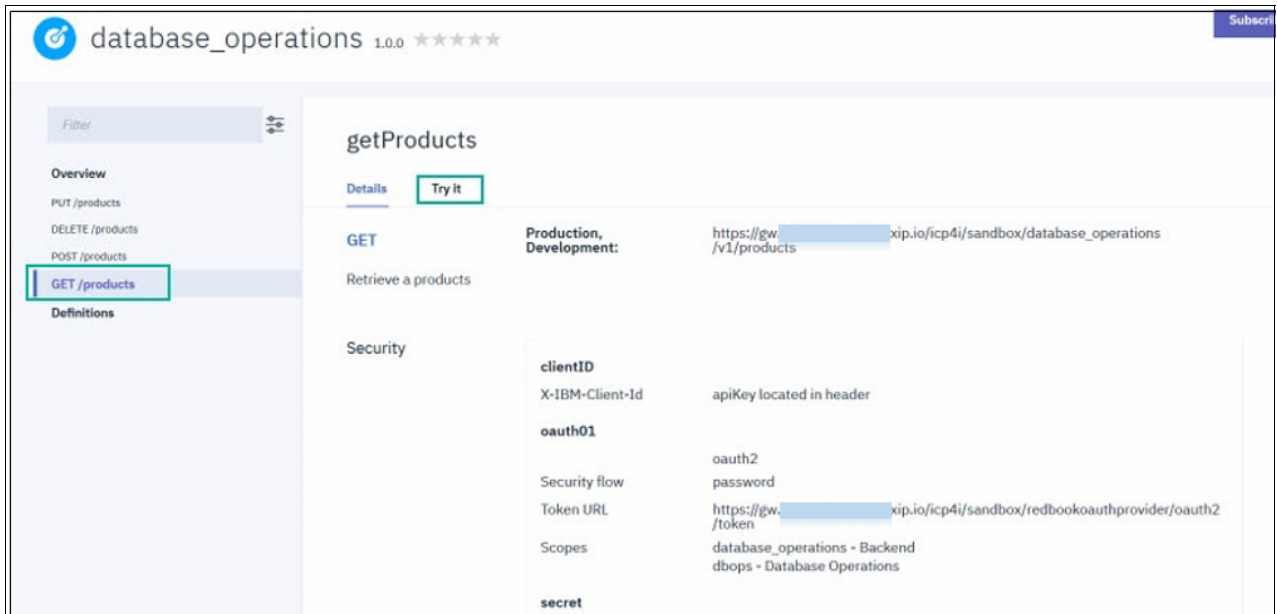 database_operations 1.0.0
Filter
Overview
PUT /products
DELETE /products
POST /products
GET /products
Definitions
getProducts
Details Try it
GET
Retrieve a products
Production,
Development:
https://gw. xip.io/icp4i/sandbox/database_operations
/v1/products
Security
clientID
X-IBM-Client-Id apiKey located in header
oauth01
oauth2
Security flow password
Token URL https://gw. xip.io/icp4i/sandbox/redbookoauthprovider/oauth2
/token
Scopes database_operations - Backend
dbops - Database Operations
secret